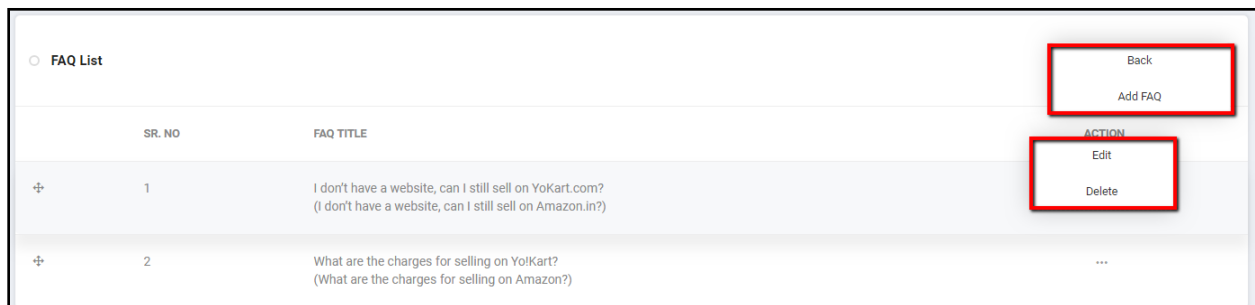 FAQ List
Back
Add FAQ
SR. NO
FAQ TITLE
ACTION
Edit
1
I don't have a website, can I still sell on YoKart.com?
(I don't have a website, can I still sell on Amazon.in?)
Delete
2
What are the charges for selling on Yo!Kart?
(What are the charges for selling on Amazon?)
...